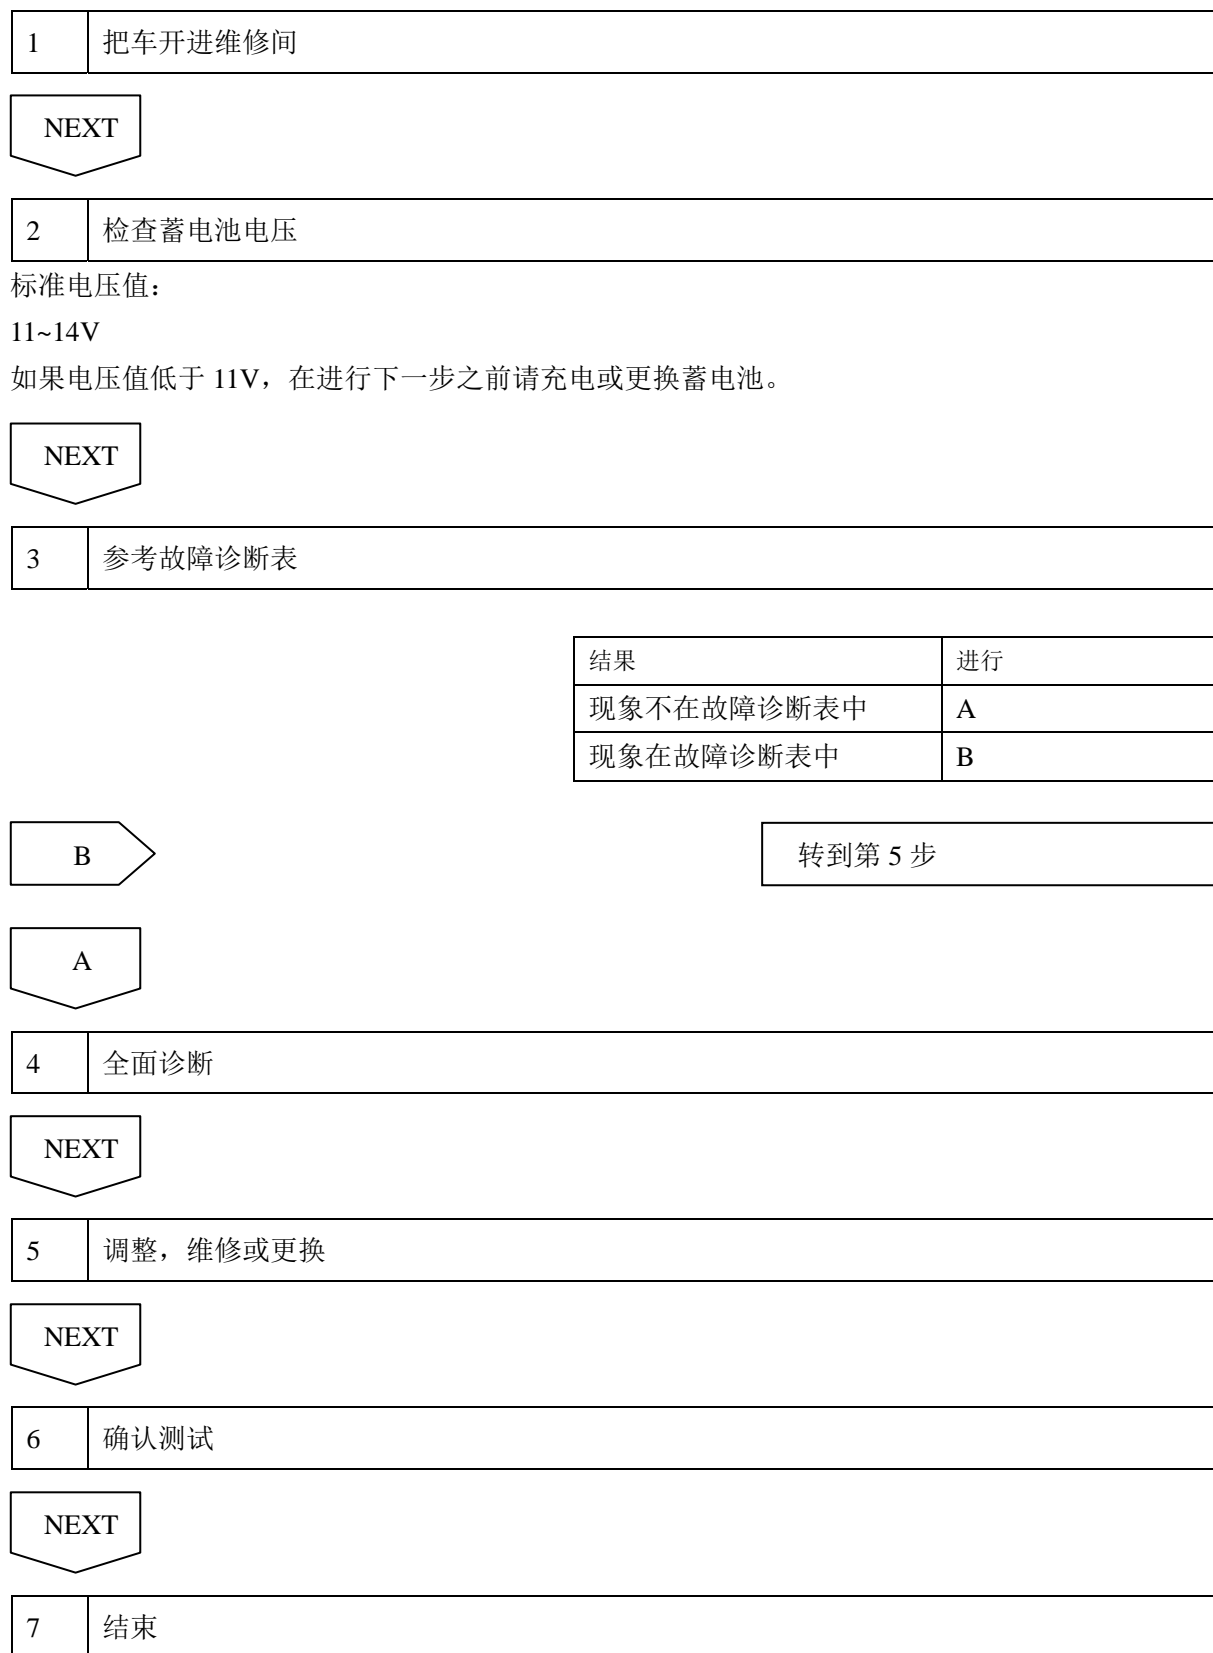 1 把车开进维修间
NEXT
2 检查蓄电池电压
标准电压值：
11~14V
如果电压值低于 11V，在进行下一步之前请充电或更换蓄电池。
NEXT
3 参考故障诊断表
结果 进行
现象不在故障诊断表中 A
现象在故障诊断表中 B
B 转到第 5 步
A
4 全面诊断
NEXT
5 调整，维修或更换
NEXT
6 确认测试
NEXT
7 结束